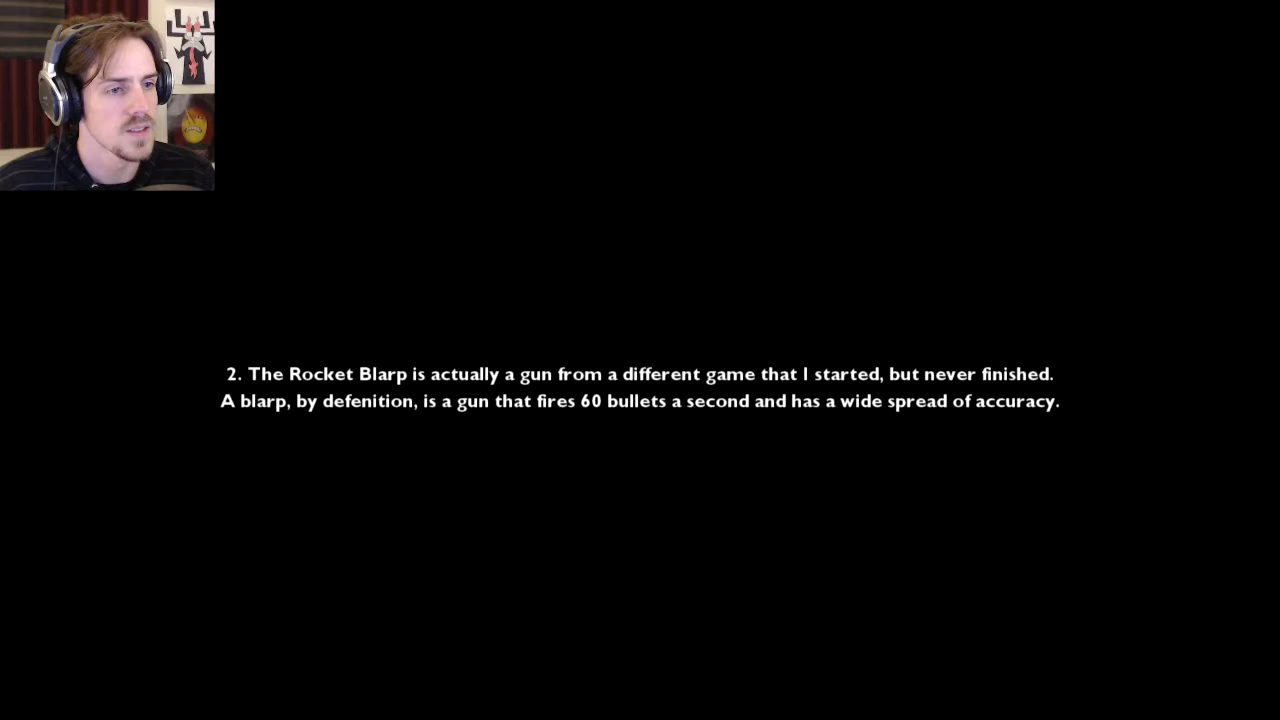 2. The Rocket Blarp is actually a gun from a different game that I started, but never finished.
A blarp, by defenition, is a gun that fires 60 bullets a second and has a wide spread of accuracy.